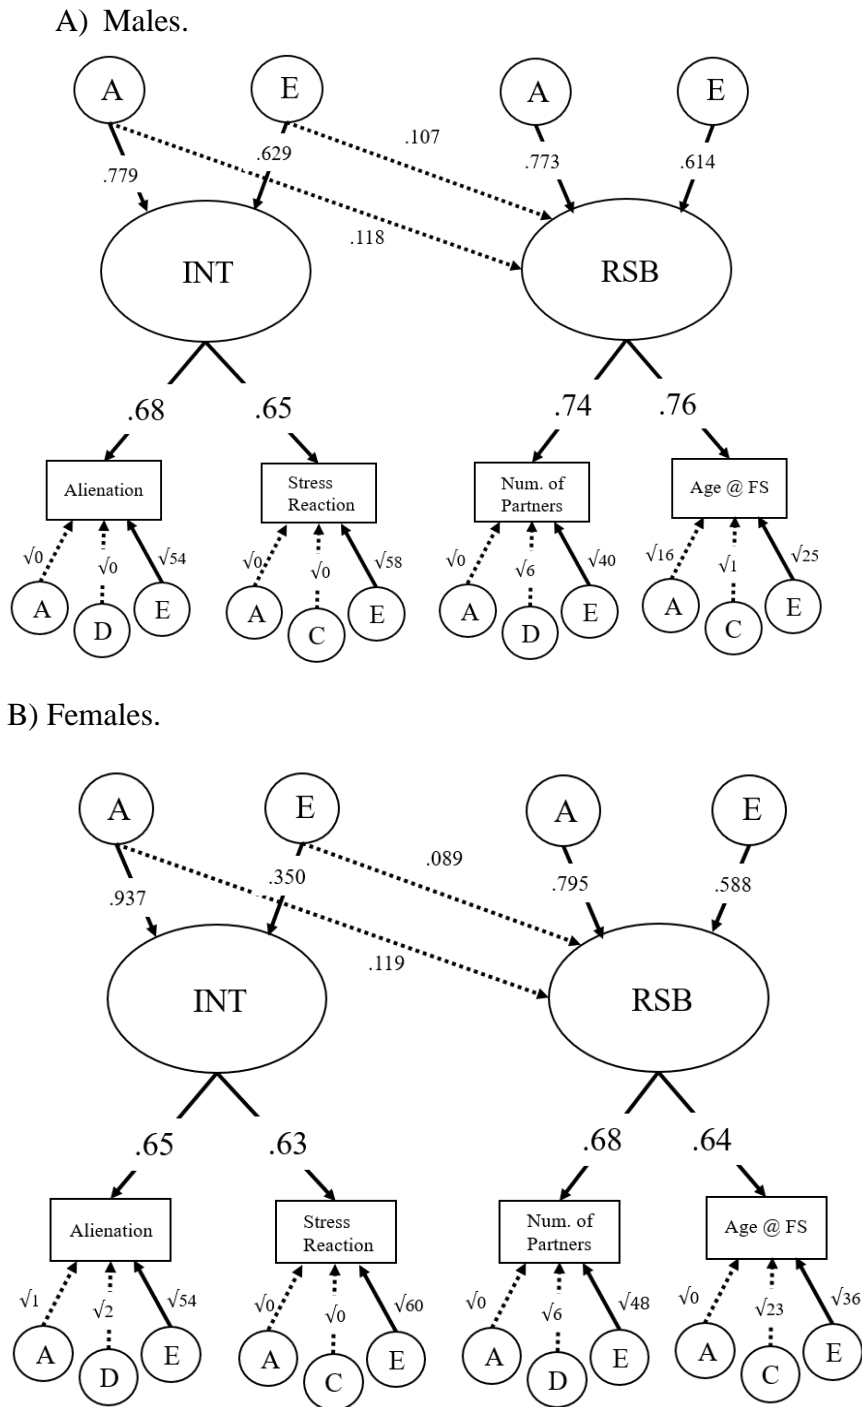 A) Males.
A E A E
.107
.629
.773 .614
.779
.118
INT RSB
.68 .65 .74 .76
Alienation
Stress
Reaction
Num. of
Partners
Age @ FS
√0 √0 √54 √0 √0 √58 √0 √6 √40 √16 √1 √25
A D E A C E A D E A C E
B) Females.
A E A E
.089
.350
.795 .588
.937
.119
INT RSB
.65 .63 .68 .64
Alienation
Stress
Reaction
Num. of
Partners
Age @ FS
√1 √2 √54 √0 √0 √60 √0 √6 √48 √0 √23 √36
A D E A C E A D E A C E